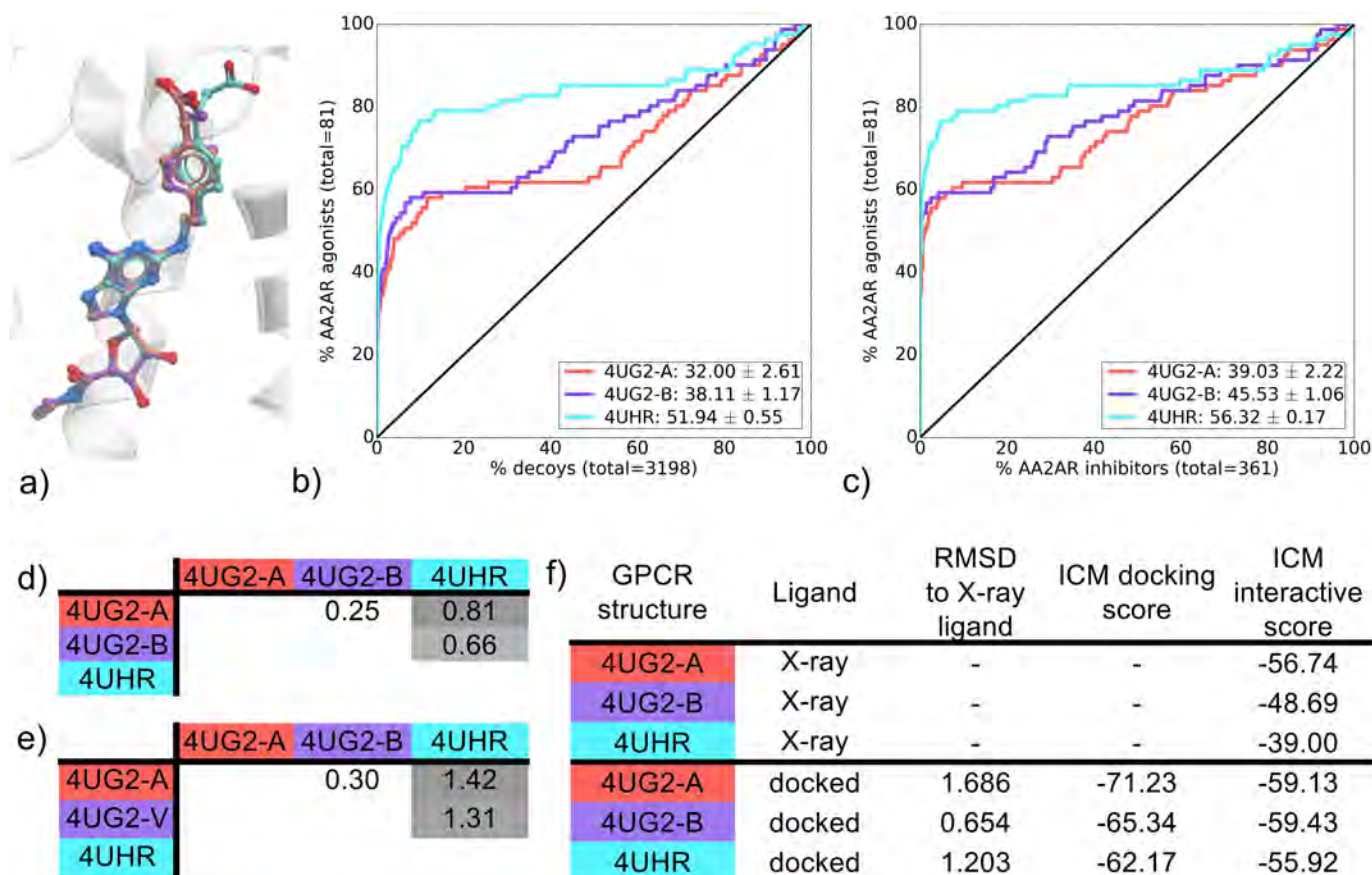 100
80
60
40
20
0
% AA2AR agonists (total=81)
4UG2-A: 32.00 ± 2.61
4UG2-B: 38.11 ± 1.17
4UHR: 51.94 ± 0.55
0 20 40 60 80 100
% decoys (total=3198)
100
80
60
40
20
0
% AA2AR agonists (total=81)
4UG2-A: 39.03 ± 2.22
4UG2-B: 45.53 ± 1.06
4UHR: 56.32 ± 0.17
0 20 40 60 80 100
% AA2AR inhibitors (total=361)
a)
b)
c)
d)
4UG2-A 4UG2-B 4UHR
4UG2-A 0.25 0.81
4UG2-B 0.66
4UHR
e)
4UG2-A 4UG2-B 4UHR
4UG2-A 0.30 1.42
4UG2-V 1.31
4UHR
f)
GPCR
structure
Ligand
RMSD
to X-ray
ligand
ICM docking
score
ICM
interactive
score
4UG2-A X-ray - - -56.74
4UG2-B X-ray - - -48.69
4UHR X-ray - - -39.00
4UG2-A docked 1.686 -71.23 -59.13
4UG2-B docked 0.654 -65.34 -59.43
4UHR docked 1.203 -62.17 -55.92